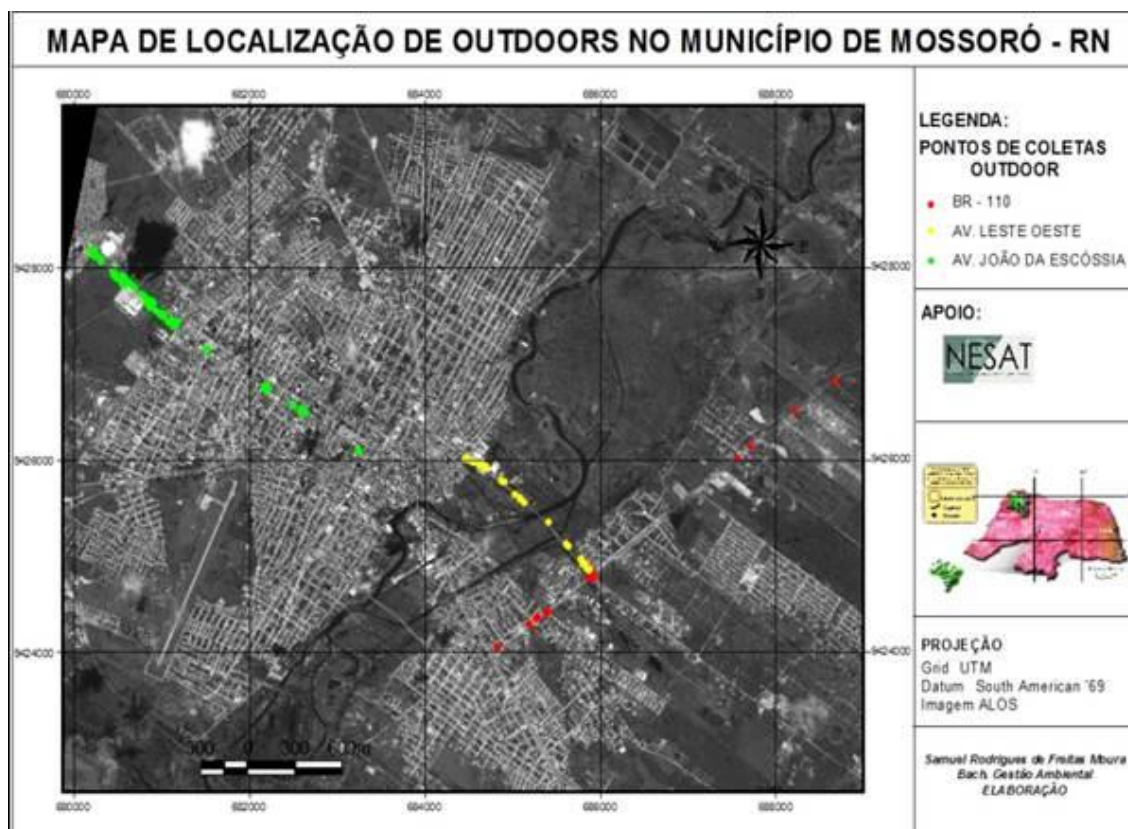 MAPA DE LOCALIZAÇÃO DE OUTDOORS NO MUNICÍPIO DE MOSSORÓ - RN
680000 682000 684000 686000 688000
9428000 9428000
9426000 9426000
9424000 9424000
300 0 300 600m
680000 682000 684000 686000 688000
LEGENDA:
PONTOS DE COLETAS
OUTDOOR
BR - 110
AV. LESTE OESTE
AV. JOÃO DA ESCÓSSIA
APOIO:
NESAT
PROJEÇÃO
Grid UTM
Datum South American '69
Imagem ALOS
Samuel Rodrigues de Freitas Moura
Bach. Gestão Ambiental
ELABORAÇÃO